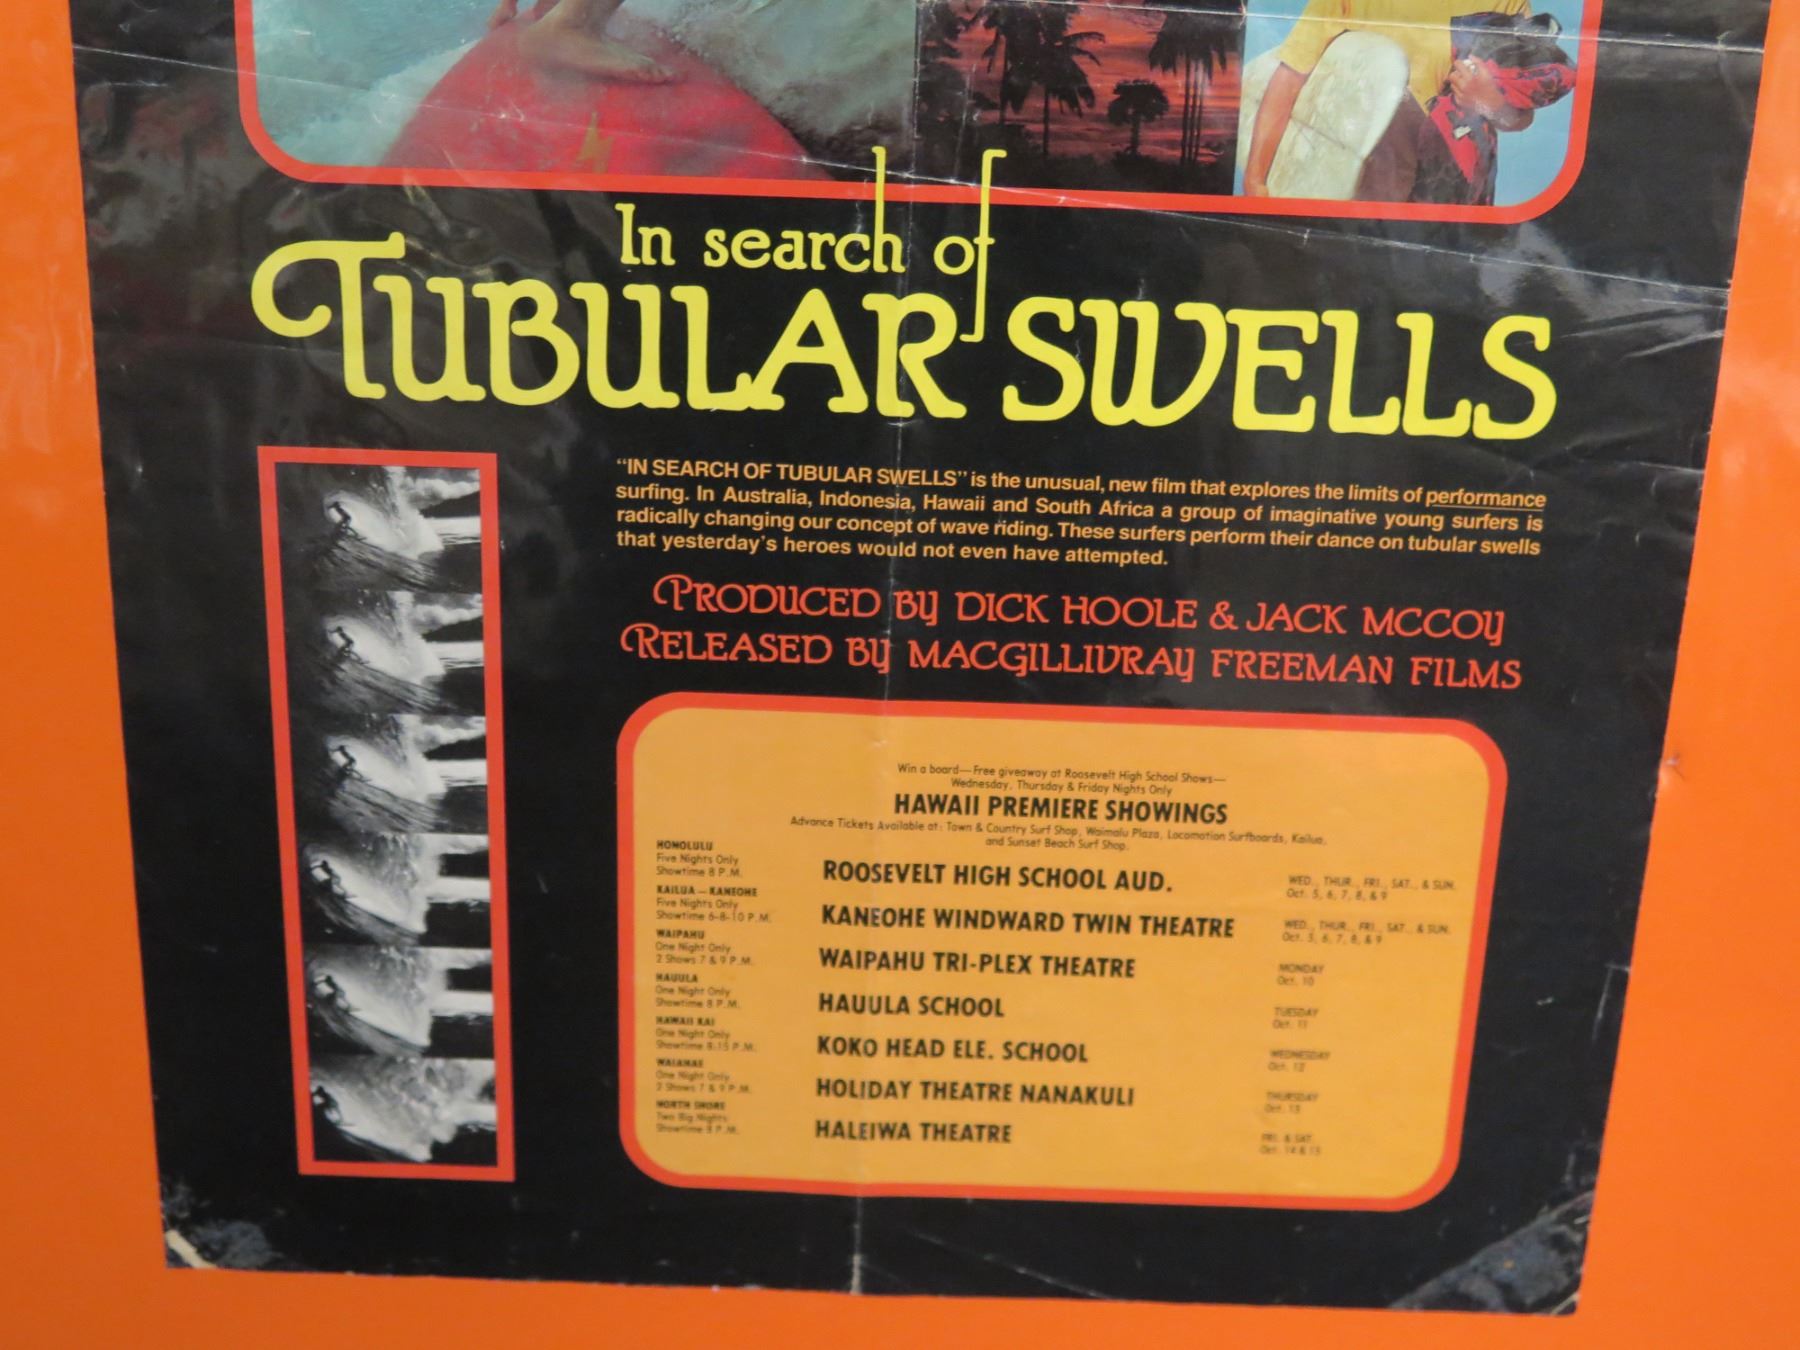 In search of
TUBULAR SWELLS
"IN SEARCH OF TUBULAR SWELLS" is the unusual, new film that explores the limits of performance
surfing. In Australia, Indonesia, Hawaii and South Africa a group of imaginative young surfers is
radically changing our concept of wave riding. These surfers perform their dance on tubular swells
that yesterday's heroes would not even have attempted.
PRODUCED BY DICK HOOLE & JACK MCCOY
RELEASED BY MACGILLIVRAY FREEMAN FILMS
Win a board—Free giveaway at Roosevelt High School Shows—
Wednesday, Thursday & Friday Nights Only
HAWAII PREMIERE SHOWINGS
Advance Tickets Available at: Town & Country Surf Shop, Waimalu Plaza, Locomotion Surfboards, Kailua,
and Sunset Beach Surf Shop.
HONOLULU
Five Nights Only
Showtime 8 P.M.
ROOSEVELT HIGH SCHOOL AUD.
WED., THUR., FRI., SAT., & SUN.
Oct. 5, 6, 7, 8, & 9
KAILUA – KANEOHE
Five Nights Only
Showtime 6-8-10 P.M.
KANEOHE WINDWARD TWIN THEATRE
WED., THUR., FRI., SAT., & SUN.
Oct. 5, 6, 7, 8, & 9
WAIPAHU
One Night Only
2 Shows 7 & 9 P.M.
WAIPAHU TRI-PLEX THEATRE
MONDAY
Oct. 10
HAUULA
One Night Only
Showtime 8 P.M.
HAUULA SCHOOL
TUESDAY
Oct. 11
HAWAII KAI
One Night Only
Showtime 8:15 P.M.
KOKO HEAD ELE. SCHOOL
WEDNESDAY
Oct. 12
WAIANAE
One Night Only
2 Shows 7 & 9 P.M.
HOLIDAY THEATRE NANAKULI
THURSDAY
Oct. 13
NORTH SHORE
Two Big Nights
Showtime 8 P.M.
HALEIWA THEATRE
FRI. & SAT.
Oct. 14 & 15